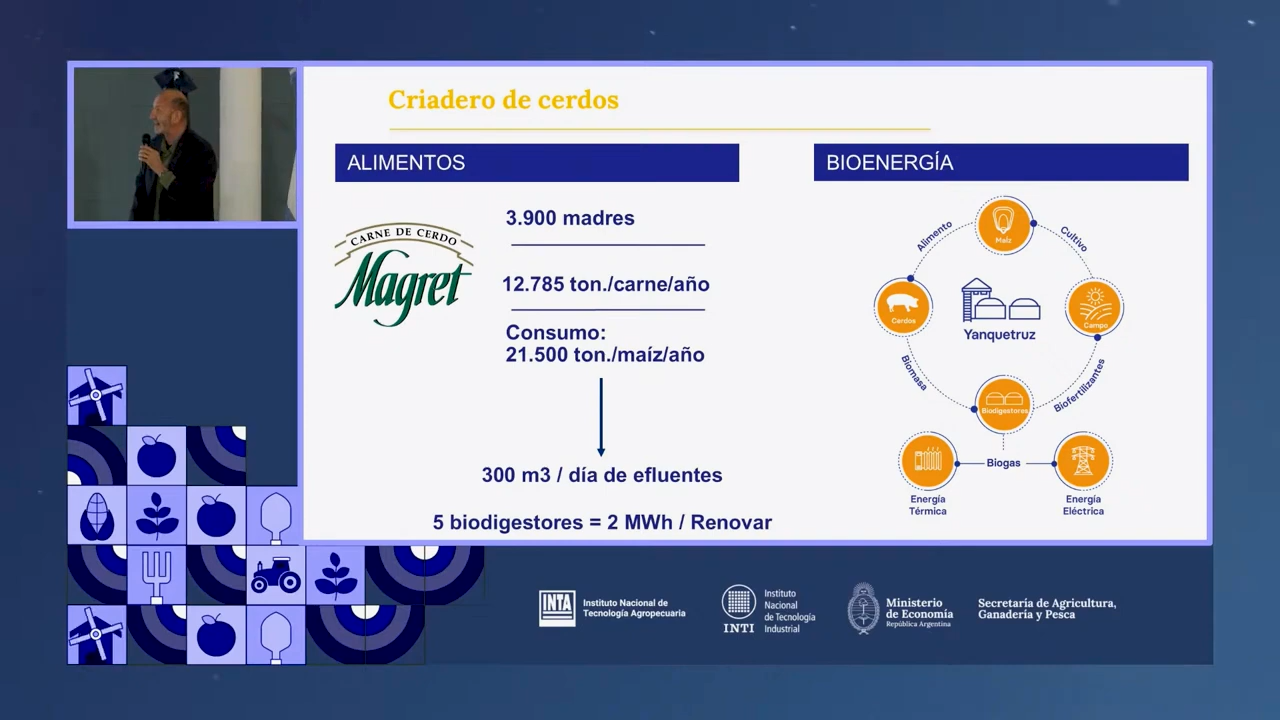 Criadero de cerdos
ALIMENTOS
CARNE DE CERDO
Magret
3.900 madres
12.785 ton./carne/año
Consumo:
21.500 ton./maíz/año
300 m3 / día de efluentes
5 biodigestores = 2 MWh / Renovar
BIOENERGÍA
Maíz
Alimento
Cultivo
Cerdos
Yanquetruz
Campo
Biomasa
Biofertilizantes
Biodigestores
Biogas
Energía
Térmica
Energía
Eléctrica
INTA
Instituto Nacional de
Tecnología Agropecuaria
INTI
Instituto
Nacional
de Tecnología
Industrial
Ministerio
de Economía
República Argentina
Secretaría de Agricultura,
Ganadería y Pesca